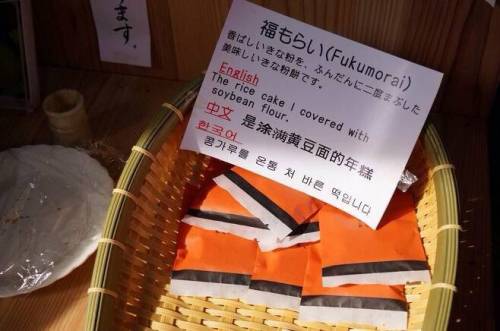 ます。
福もらい(Fukumorai)
香ばしいきな粉を、ふんだんに二度まぶした
美味しいきな粉餅です。
English
The rice cake I covered with
soybean flour.
中文 是涂满黄豆面的年糕
한국어
콩가루를 온통 처 바른 떡입니다